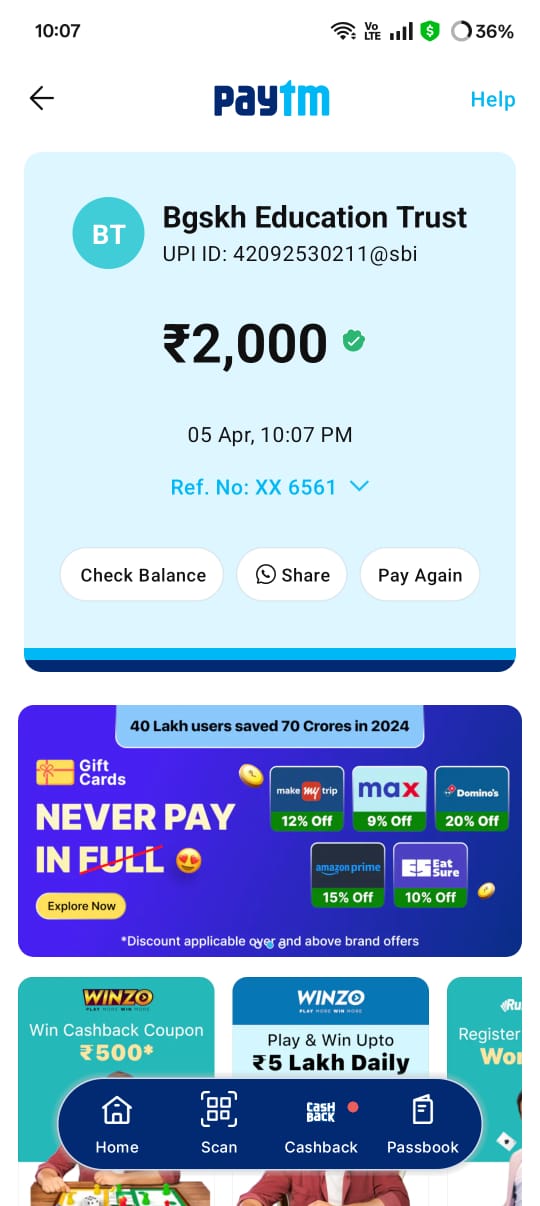 10:07
Vo
LTE
36%
paytm
Help
BT
Bgskh Education Trust
UPI ID: 42092530211@sbi
₹2,000
05 Apr, 10:07 PM
Ref. No: XX 6561
Check Balance
Share
Pay Again
40 Lakh users saved 70 Crores in 2024
Gift
Cards
NEVER PAY
IN FULL
Explore Now
make my trip
12% Off
max
9% Off
Domino's
20% Off
amazon prime
15% Off
ES Eat
Sure
10% Off
*Discount applicable over and above brand offers
WINZO
PLAY MORE WIN MORE
Win Cashback Coupon
₹500*
WINZO
PLAY MORE WIN MORE
Play & Win Upto
₹5 Lakh Daily
Ru
Register
Wo
Home
Scan
CASH
BACK
Cashback
Passbook